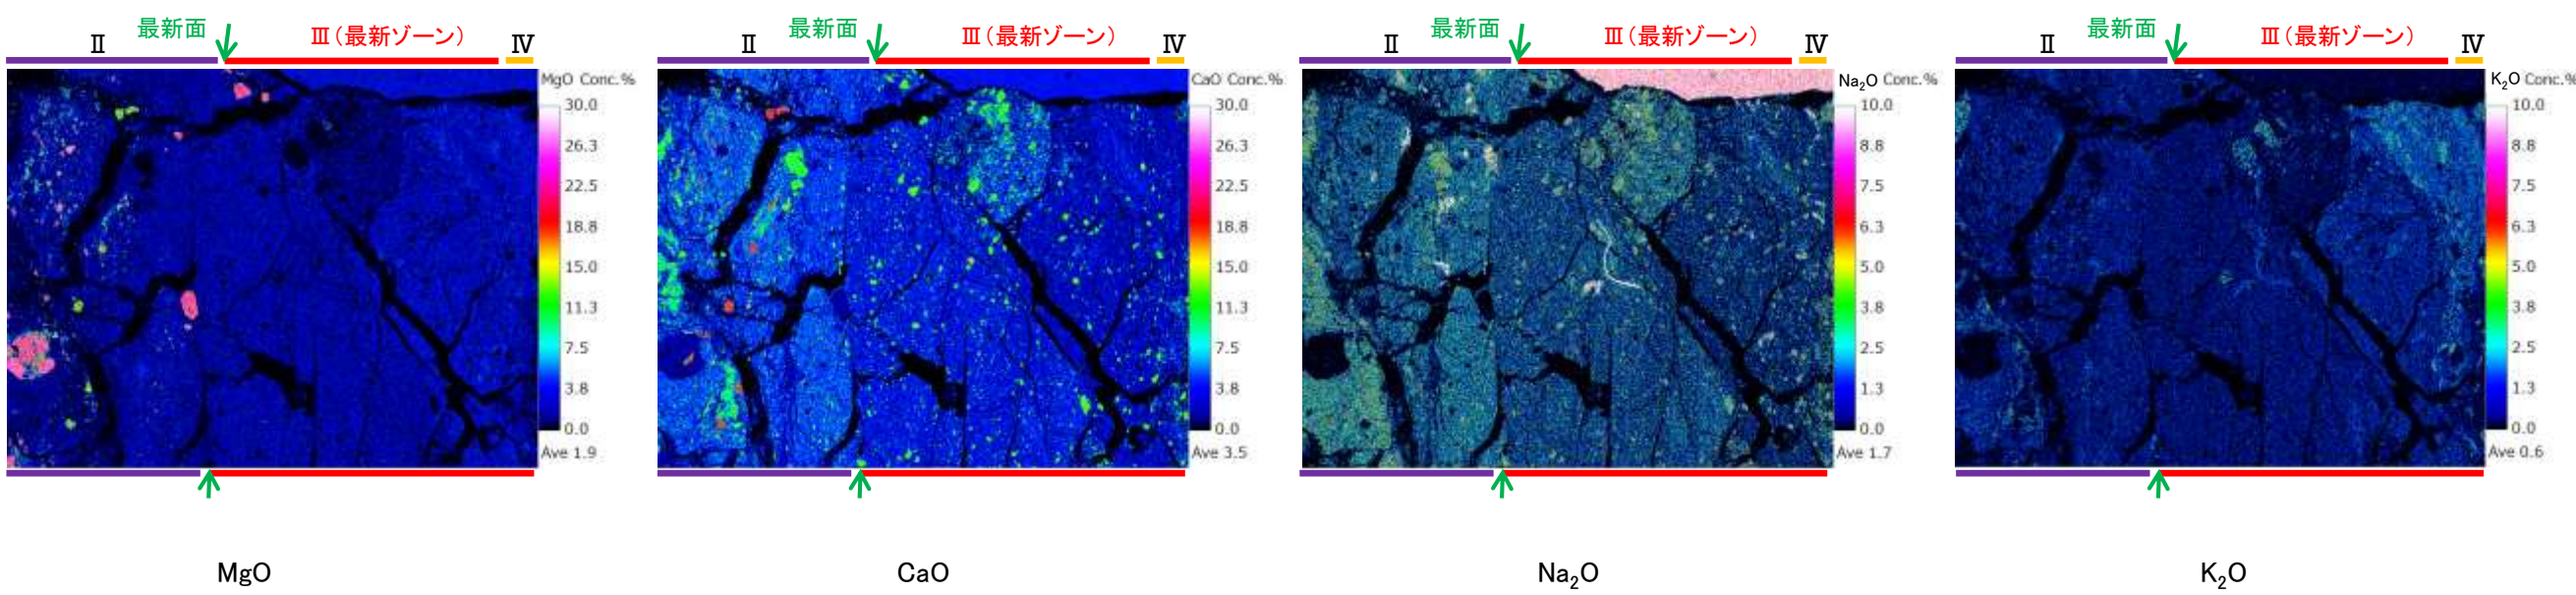 最新面
Ⅱ
Ⅲ(最新ゾーン)
Ⅳ
MgO Conc.%
30.0
26.3
22.5
18.8
15.0
11.3
7.5
3.8
0.0
Ave 1.9
MgO
最新面
Ⅱ
Ⅲ(最新ゾーン)
Ⅳ
CaO Conc.%
30.0
26.3
22.5
18.8
15.0
11.3
7.5
3.8
0.0
Ave 3.5
CaO
最新面
Ⅱ
Ⅲ(最新ゾーン)
Ⅳ
Na₂O Conc.%
10.0
8.8
7.5
6.3
5.0
3.8
2.5
1.3
0.0
Ave 1.7
Na₂O
最新面
Ⅱ
Ⅲ(最新ゾーン)
Ⅳ
K₂O Conc.%
10.0
8.8
7.5
6.3
5.0
3.8
2.5
1.3
0.0
Ave 0.6
K₂O